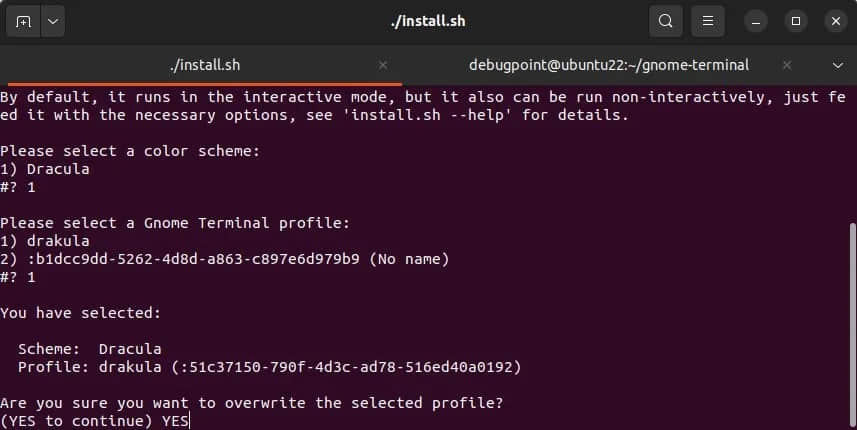 ./install.sh
./install.sh
debugpoint@ubuntu22:~/gnome-terminal
By default, it runs in the interactive mode, but it also can be run non-interactively, just fe
ed it with the necessary options, see 'install.sh --help' for details.
Please select a color scheme:
1) Dracula
#? 1
Please select a Gnome Terminal profile:
1) drakula
2) :b1dcc9dd-5262-4d8d-a863-c897e6d979b9 (No name)
#? 1
You have selected:
Scheme:  Dracula
Profile: drakula (:51c37150-790f-4d3c-ad78-516ed40a0192)
Are you sure you want to overwrite the selected profile?
(YES to continue) YES